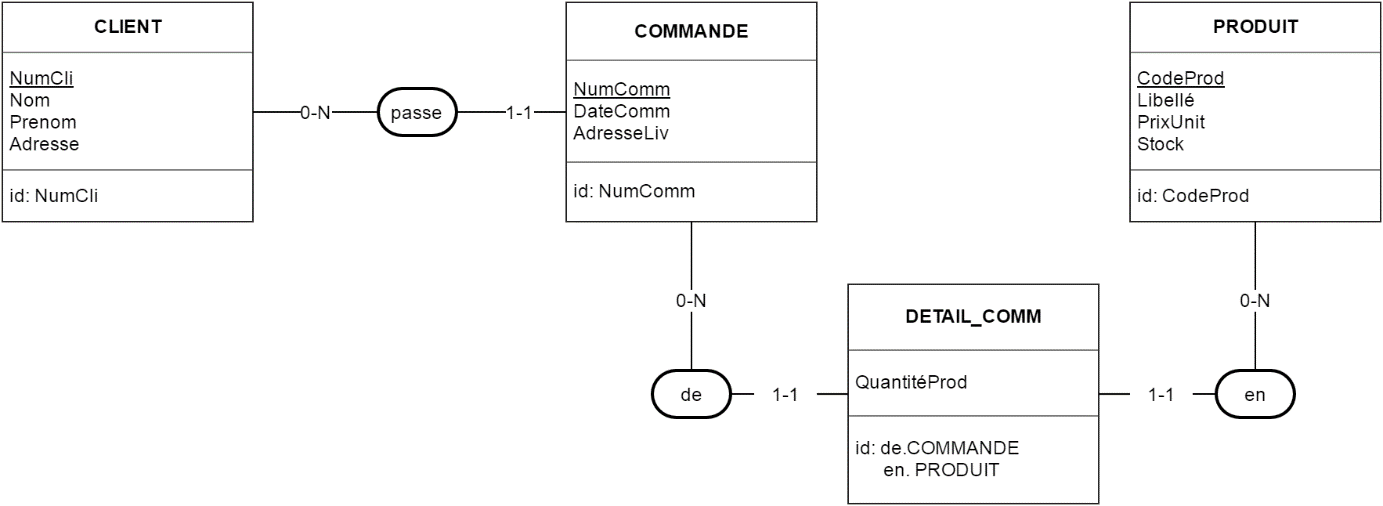 CLIENT
NumCli
Nom
Prenom
Adresse
id: NumCli
0-N
passe
1-1
COMMANDE
NumComm
DateComm
AdresseLiv
id: NumComm
PRODUIT
CodeProd
Libellé
PrixUnit
Stock
id: CodeProd
0-N
0-N
de
1-1
DETAIL_COMM
QuantitéProd
id: de.COMMANDE
en. PRODUIT
1-1
en